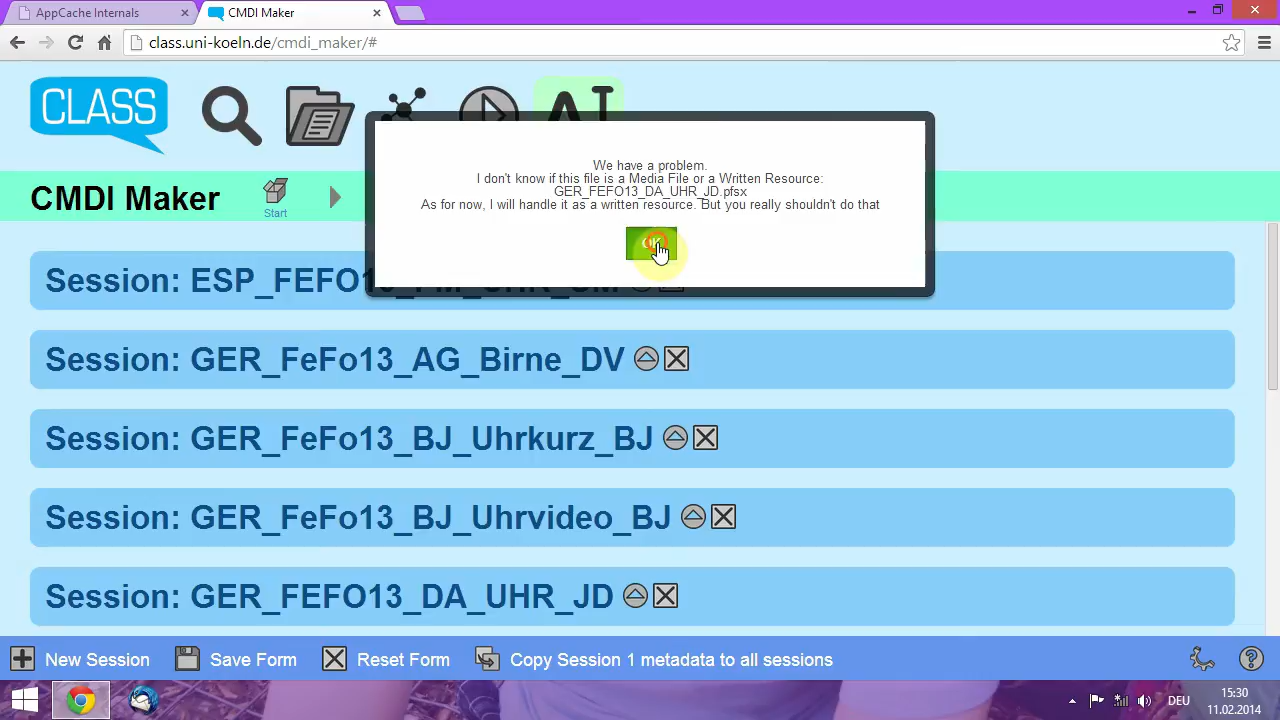 AppCache Internals
CMDI Maker
class.uni-koeln.de/cmdi_maker/#
CLASS
We have a problem.
I don't know if this file is a Media File or a Written Resource:
GER_FEFO13_DA_UHR_JD.pfsx
As for now, I will handle it as a written resource. But you really shouldn't do that
CMDI Maker
Start
Session: ESP_FEFO
Session: GER_FeFo13_AG_Birne_DV
Session: GER_FeFo13_BJ_Uhrkurz_BJ
Session: GER_FeFo13_BJ_Uhrvideo_BJ
Session: GER_FEFO13_DA_UHR_JD
New Session Save Form Reset Form Copy Session 1 metadata to all sessions
DEU
15:30
11.02.2014